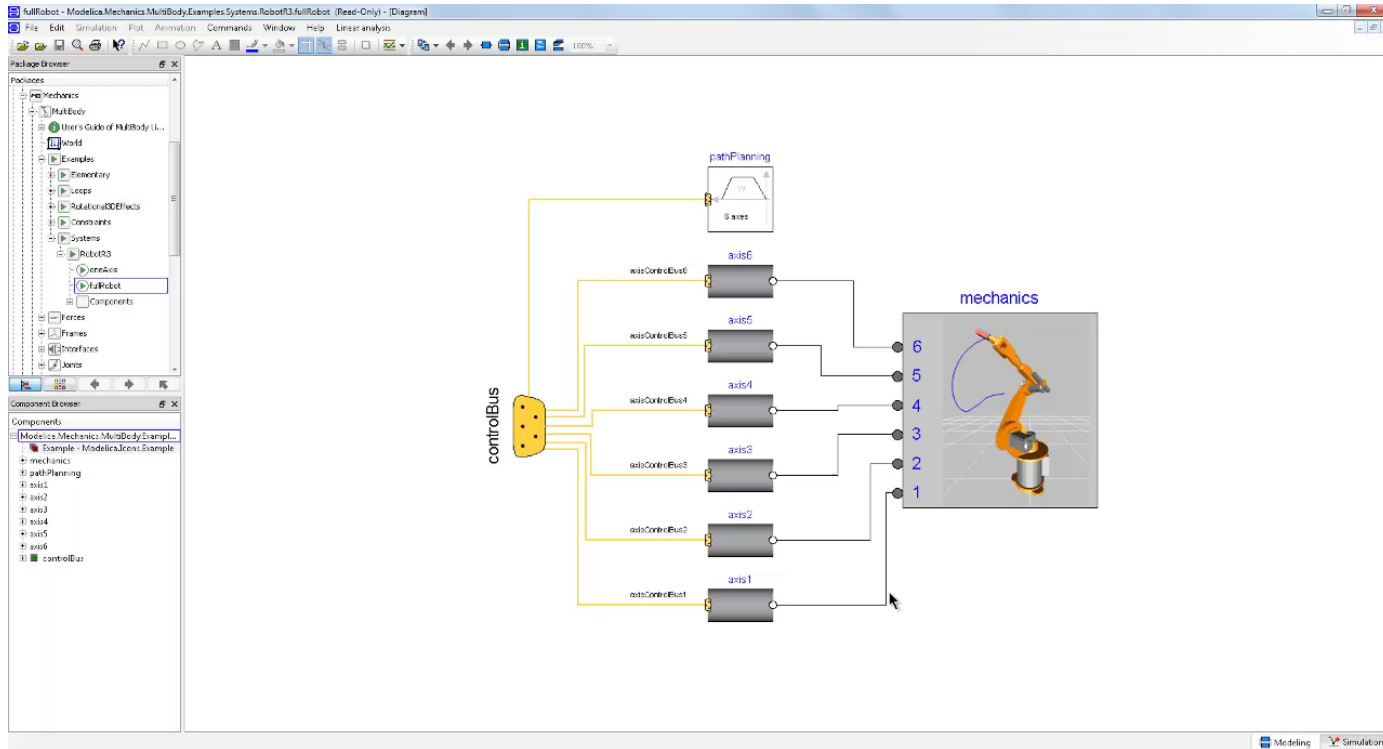 fullRobot - Modelica.Mechanics.MultiBody.Examples.Systems.RobotR3.fullRobot (Read-Only) - [Diagram]
File Edit Simulation Plot Animation Commands Window Help Linear analysis
100%
Package Browser
Packages
Mechanics
MultiBody
User's Guide of MultiBody Li...
World
Examples
Elementary
Loops
Rotational3DEffects
Constraints
Systems
RobotR3
oneAxis
fullRobot
Components
Forces
Frames
Interfaces
Joints
Component Browser
Components
Modelica.Mechanics.MultiBody.Exampl...
Example - Modelica.Icons.Example
mechanics
pathPlanning
axis1
axis2
axis3
axis4
axis5
axis6
controlBus
pathPlanning
6 axes
axis6
axisControlBus6
axis5
axisControlBus5
axis4
axisControlBus4
axis3
axisControlBus3
axis2
axisControlBus2
axis1
axisControlBus1
controlBus
mechanics
6
5
4
3
2
1
Modeling
Simulation